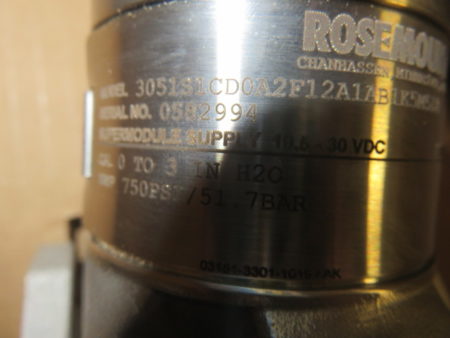 ROSEMOUN
CHANHASSEN
MODEL 3051S1CD0A2F12A1AB1K5M5
SERIAL NO. 0592994
SUPERMODULE SUPPLY 10.5 - 30 VDC
CAL 0 TO 3 IN H2O
750PSI/51.7BAR